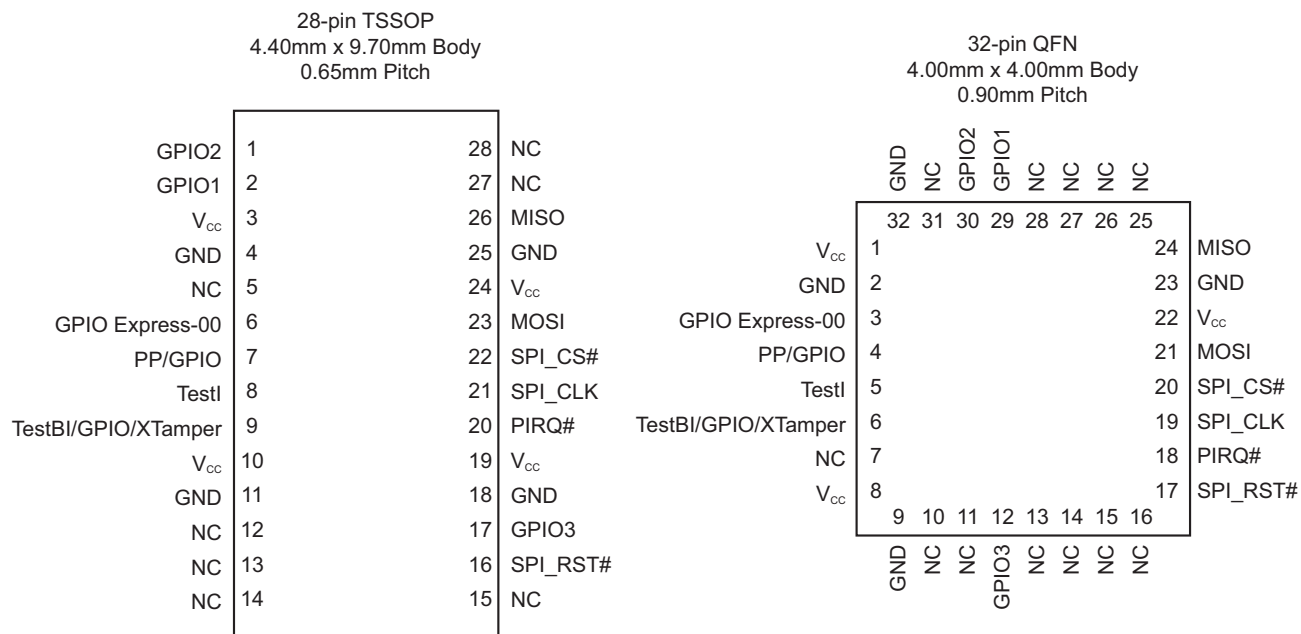 28-pin TSSOP
4.40mm x 9.70mm Body
0.65mm Pitch
GPIO2 1 28 NC
GPIO1 2 27 NC
Vcc 3 26 MISO
GND 4 25 GND
NC 5 24 Vcc
GPIO Express-00 6 23 MOSI
PP/GPIO 7 22 SPI_CS#
TestI 8 21 SPI_CLK
TestBI/GPIO/XTamper 9 20 PIRQ#
Vcc 10 19 Vcc
GND 11 18 GND
NC 12 17 GPIO3
NC 13 16 SPI_RST#
NC 14 15 NC
32-pin QFN
4.00mm x 4.00mm Body
0.90mm Pitch
GND NC GPIO2 GPIO1 NC NC NC NC
32 31 30 29 28 27 26 25
Vcc 1 24 MISO
GND 2 23 GND
GPIO Express-00 3 22 Vcc
PP/GPIO 4 21 MOSI
TestI 5 20 SPI_CS#
TestBI/GPIO/XTamper 6 19 SPI_CLK
NC 7 18 PIRQ#
Vcc 8 17 SPI_RST#
9 10 11 12 13 14 15 16
GND NC NC GPIO3 NC NC NC NC